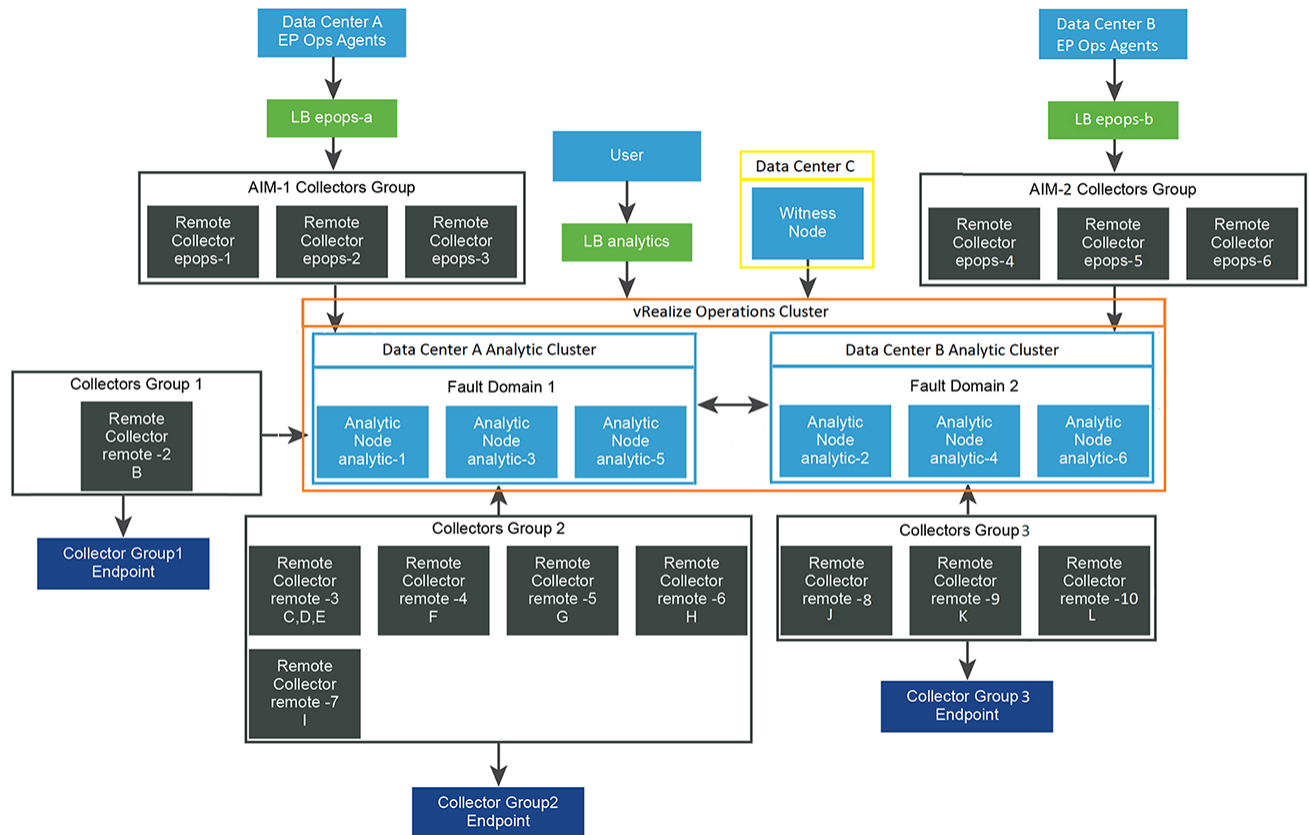 Data Center A
EP Ops Agents
Data Center B
EP Ops Agents
LB epops-a
LB epops-b
User
Data Center C
Witness
Node
LB analytics
AIM-1 Collectors Group
Remote
Collector
epops-1
Remote
Collector
epops-2
Remote
Collector
epops-3
AIM-2 Collectors Group
Remote
Collector
epops-4
Remote
Collector
epops-5
Remote
Collector
epops-6
vRealize Operations Cluster
Data Center A Analytic Cluster
Fault Domain 1
Analytic
Node
analytic-1
Analytic
Node
analytic-3
Analytic
Node
analytic-5
Data Center B Analytic Cluster
Fault Domain 2
Analytic
Node
analytic-2
Analytic
Node
analytic-4
Analytic
Node
analytic-6
Collectors Group 1
Remote
Collector
remote -2
B
Collector Group1
Endpoint
Collectors Group 2
Remote
Collector
remote -3
C,D,E
Remote
Collector
remote -4
F
Remote
Collector
remote -5
G
Remote
Collector
remote -6
H
Remote
Collector
remote -7
I
Collector Group2
Endpoint
Collectors Group 3
Remote
Collector
remote -8
J
Remote
Collector
remote -9
K
Remote
Collector
remote -10
L
Collector Group 3
Endpoint